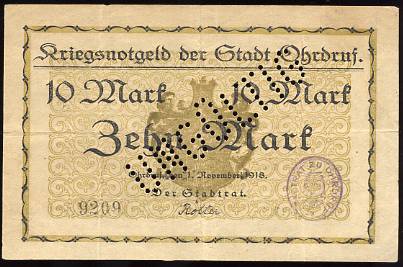 Kriegsnotgeld der Stadt Ohrdruf.
10 Mark 10 Mark
Zehn Mark
Ohrdruf, den 1. November 1918.
Der Stadtrat.
9209